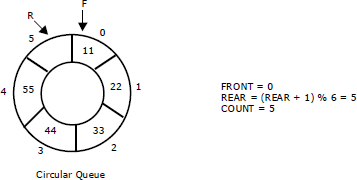 F
R
5
0
11
4
55
22
1
44
33
3
2
FRONT = 0
REAR = (REAR + 1) % 6 = 5
COUNT = 5
Circular Queue